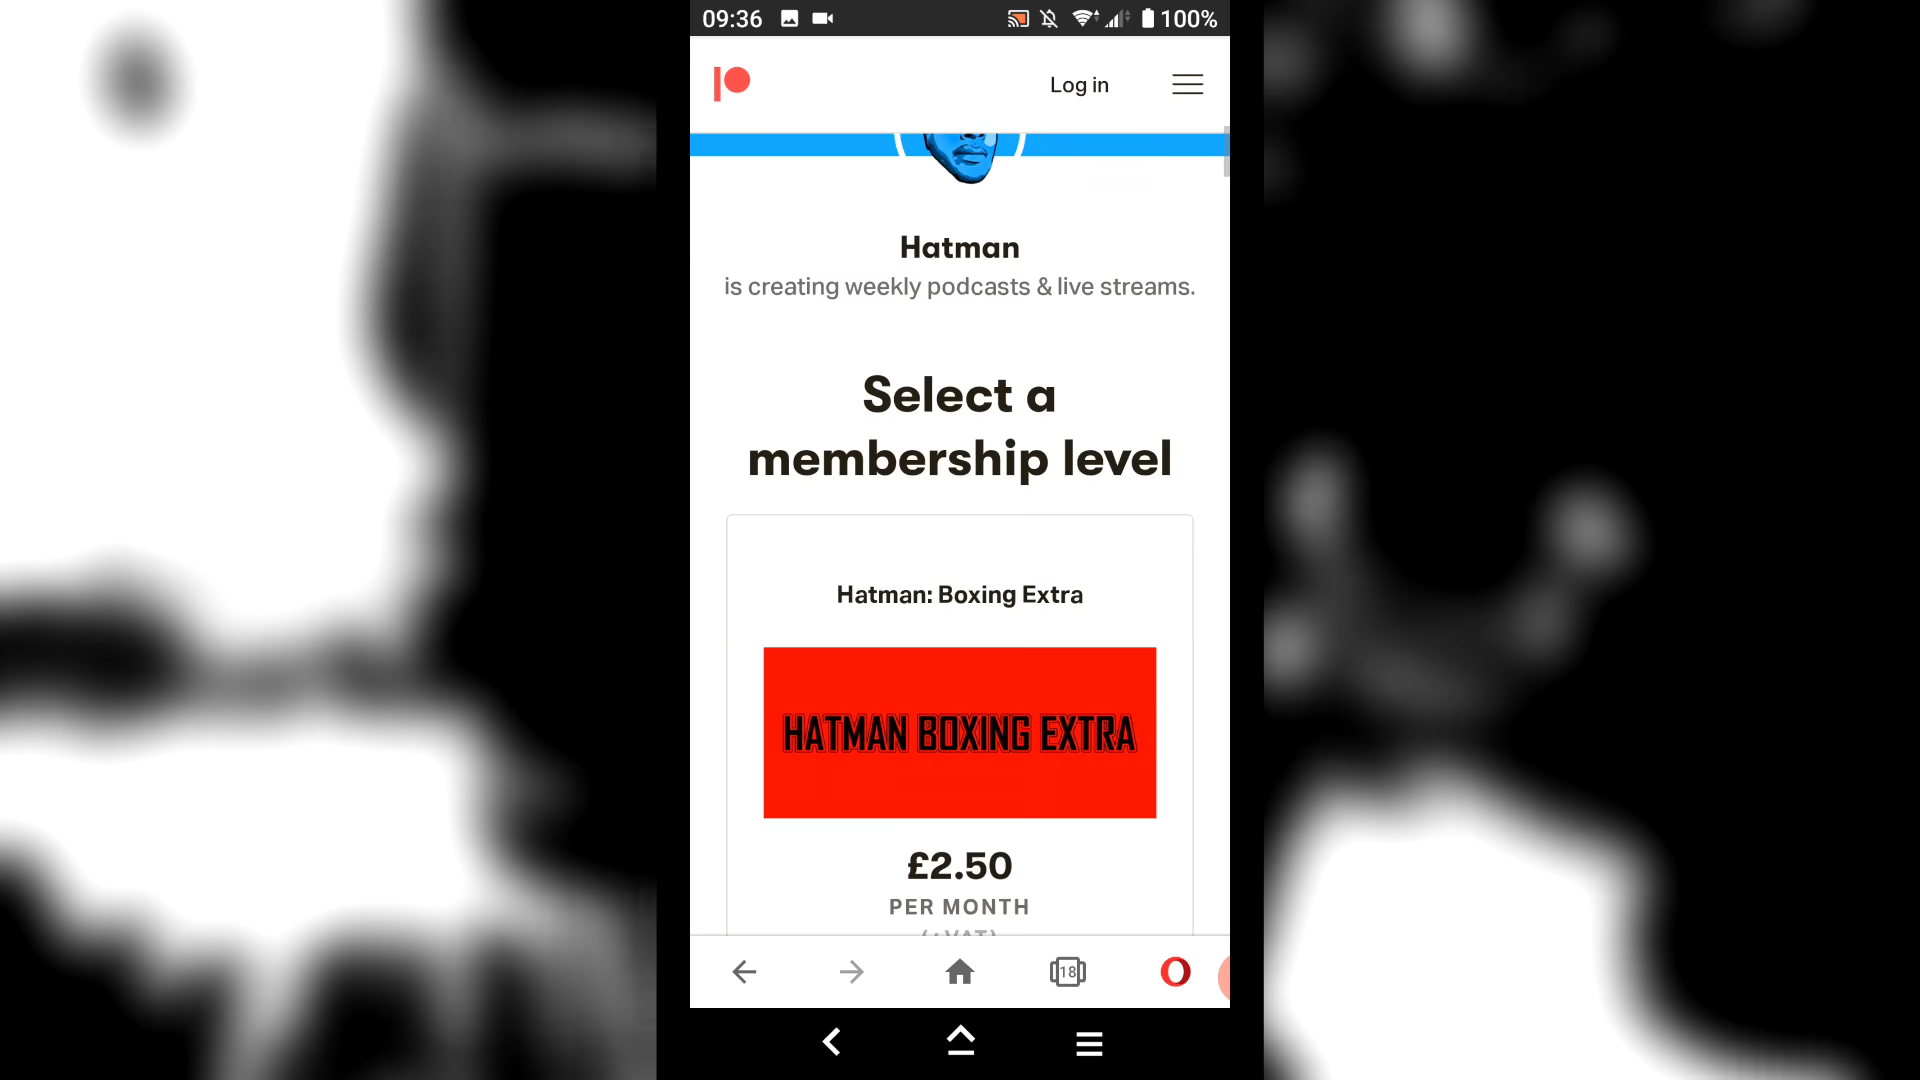 09:36
100%
Log in
Hatman
is creating weekly podcasts & live streams.
Select a
membership level
Hatman: Boxing Extra
HATMAN BOXING EXTRA
£2.50
PER MONTH
(+VAT)
18